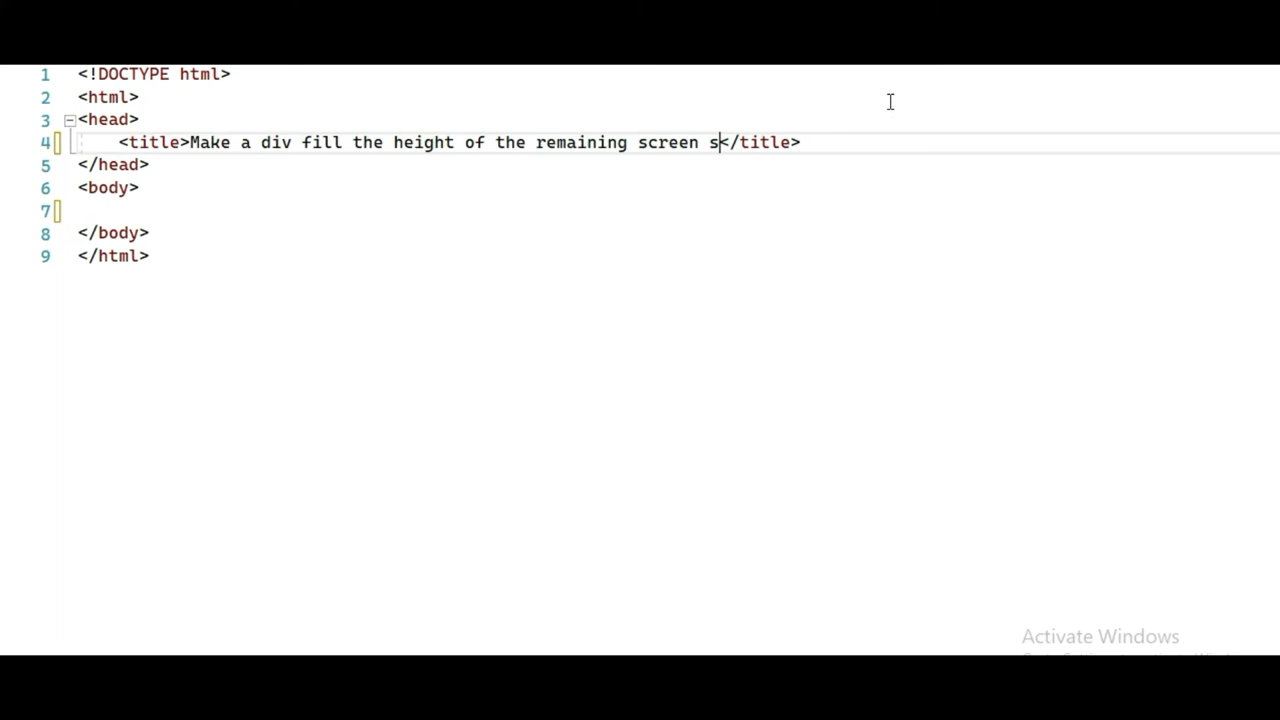 1 <!DOCTYPE html>
2 <html>
3 <head>
4 <title>Make a div fill the height of the remaining screen s</title>
5 </head>
6 <body>
7
8 </body>
9 </html>
Activate Windows